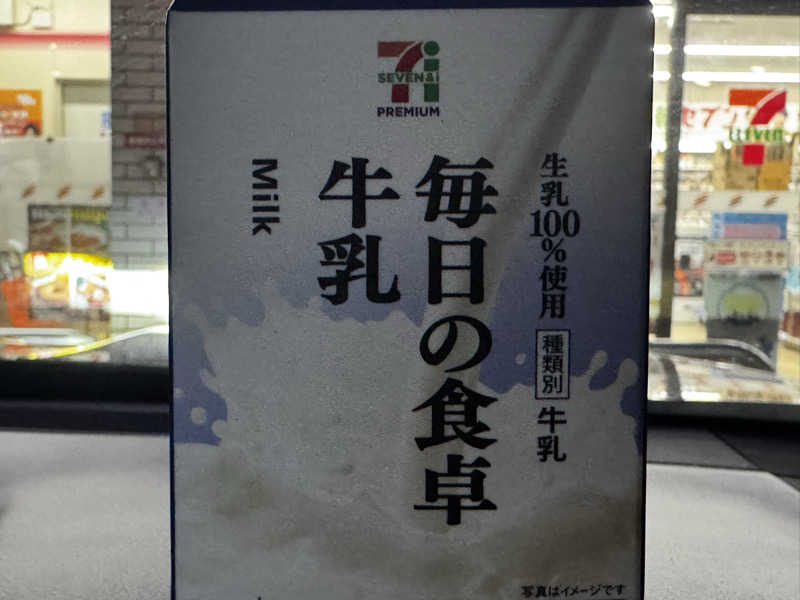 SEVEN&i
PREMIUM
生乳100%使用
種類別
牛乳
毎日の食卓
牛乳
Milk
写真はイメージです
SEVEN